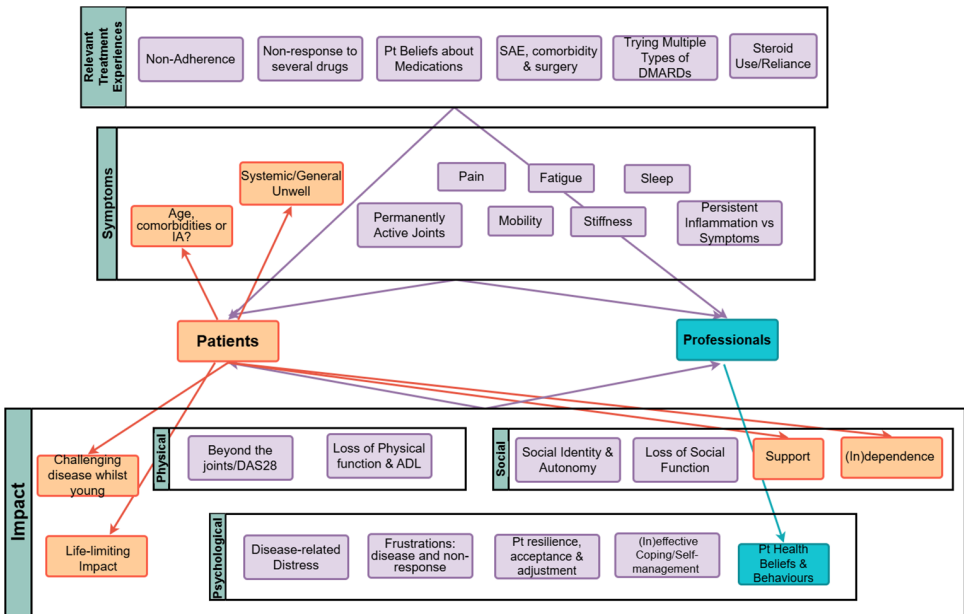 Relevant
Treatment
Experiences
Non-Adherence
Non-response to
several drugs
Pt Beliefs about
Medications
SAE, comorbidity
& surgery
Trying Multiple
Types of
DMARDs
Steroid
Use/Reliance
Symptoms
Systemic/General
Unwell
Age,
comorbidities or
IA?
Pain
Fatigue
Sleep
Permanently
Active Joints
Mobility
Stiffness
Persistent
Inflammation vs
Symptoms
Patients
Professionals
Impact
Challenging
disease whilst
young
Life-limiting
Impact
Physical
Beyond the
joints/DAS28
Loss of Physical
function & ADL
Social
Social Identity &
Autonomy
Loss of Social
Function
Support
(In)dependence
Psychological
Disease-related
Distress
Frustrations:
disease and non-
response
Pt resilience,
acceptance &
adjustment
(In)effective
Coping/Self-
management
Pt Health
Beliefs &
Behaviours